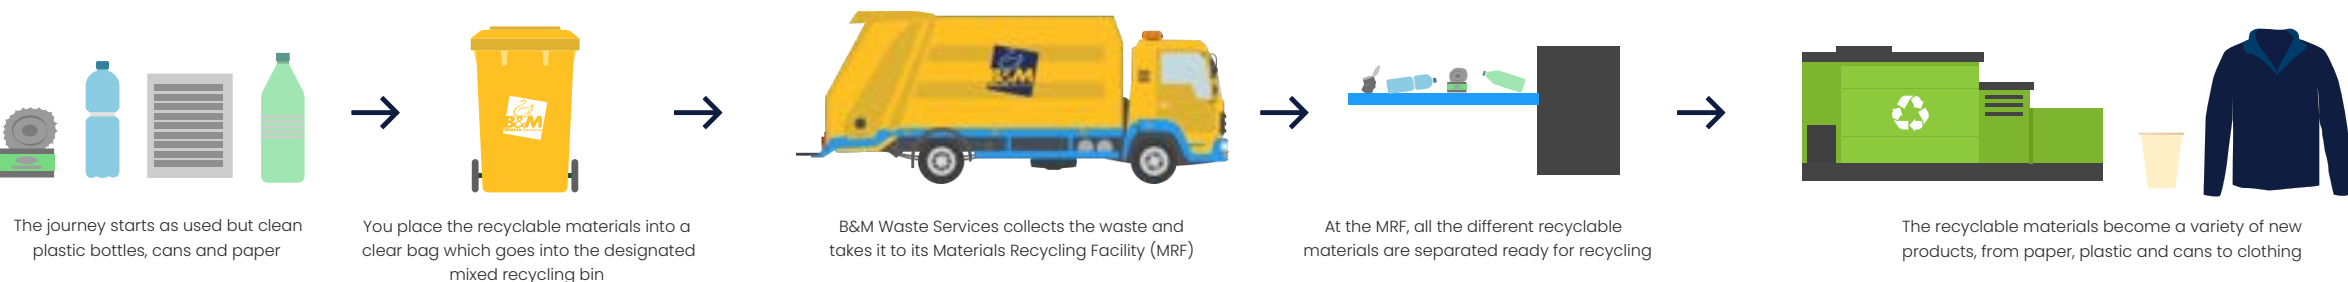 The journey starts as used but clean
plastic bottles, cans and paper
B&M
Waste Services
You place the recyclable materials into a
clear bag which goes into the designated
mixed recycling bin
B&M
B&M Waste Services collects the waste and
takes it to its Materials Recycling Facility (MRF)
At the MRF, all the different recyclable
materials are separated ready for recycling
The recyclable materials become a variety of new
products, from paper, plastic and cans to clothing